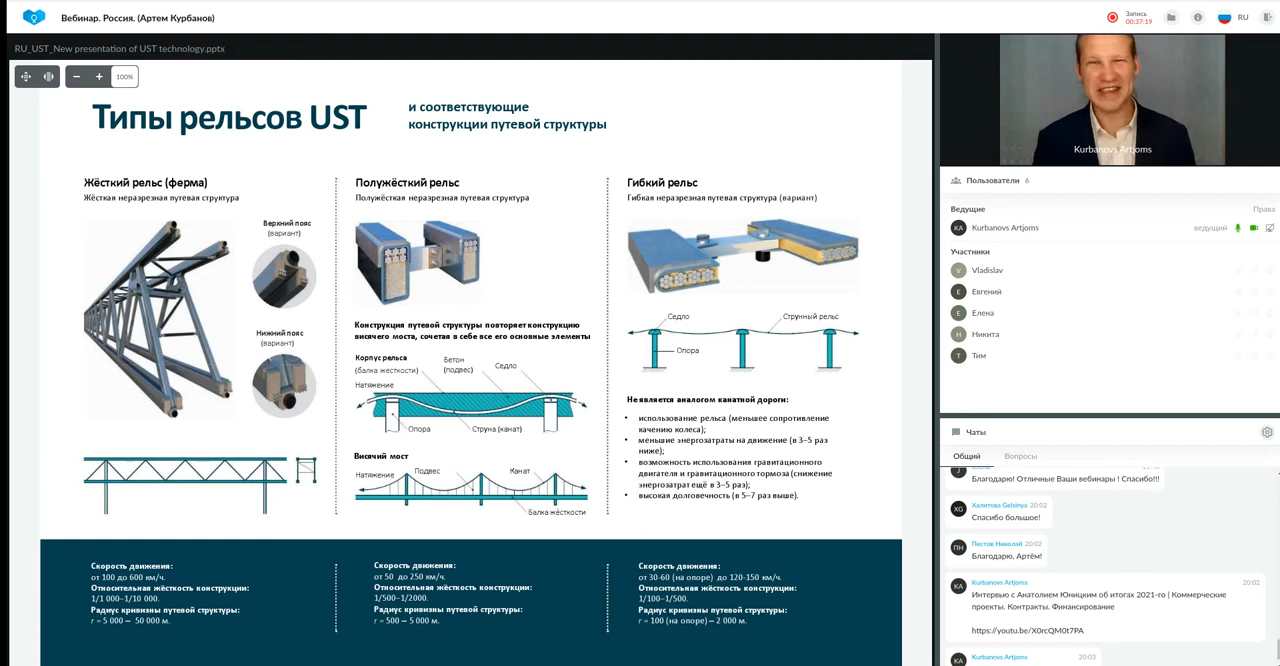 Вебинар. Россия. (Артем Курбанов)
Запись
00:37:19
RU
RU_UST_New presentation of UST technology.pptx
100%
Типы рельсов UST
и соответствующие
конструкции путевой структуры
Жёсткий рельс (ферма)
Жёсткая неразрезная путевая структура
Верхний пояс
(вариант)
Нижний пояс
(вариант)
Полужёсткий рельс
Полужёсткая неразрезная путевая структура
Конструкция путевой структуры повторяет конструкцию
висячего моста, сочетая в себе все его основные элементы
Корпус рельса
(балка жесткости)
Бетон
(подвес)
Седло
Натяжение
Опора
Струна (канат)
Висячий мост
Натяжение
Подвес
Канат
Балка жёсткости
Гибкий рельс
Гибкая неразрезная путевая структура (вариант)
Седло
Струнный рельс
Опора
Не является аналогом канатной дороги:
• использование рельса (меньшее сопротивление
качению колеса);
• меньшие энергозатраты на движение (в 3–5 раз
ниже);
• возможность использования гравитационного
двигателя и гравитационного тормоза (снижение
энергозатрат ещё в 3–5 раз);
• высокая долговечность (в 5–7 раз выше).
Скорость движения:
от 100 до 600 км/ч.
Относительная жёсткость конструкции:
1/1 000–1/10 000.
Радиус кривизны путевой структуры:
r = 5 000 – 50 000 м.
Скорость движения:
от 50 до 250 км/ч.
Относительная жёсткость конструкции:
1/500–1/2000.
Радиус кривизны путевой структуры:
r = 500 – 5 000 м.
Скорость движения:
от 30-60 (на опоре) до 120-150 км/ч.
Относительная жёсткость конструкции:
1/100–1/500.
Радиус кривизны путевой структуры:
r = 100 (на опоре) – 2 000 м.
Kurbanovs Artjoms
Пользователи 6
Ведущие
Права
KA Kurbanovs Artjoms ведущий
Участники
V Vladislav
Е Евгений
Е Елена
Н Никита
Т Тим
Чаты
Общий Вопросы
Благодарю! Отличные Ваши вебинары ! Спасибо!!!
XG Халитова Gelsinya 20:02
Спасибо большое!
ПН Пестов Николай 20:02
Благодарю, Артём!
KA Kurbanovs Artjoms 20:02
Интервью с Анатолием Юницким об итогах 2021-го | Коммерческие
проекты. Контракты. Финансирование
https://youtu.be/X0rcQM0t7PA
KA Kurbanovs Artjoms 20:03